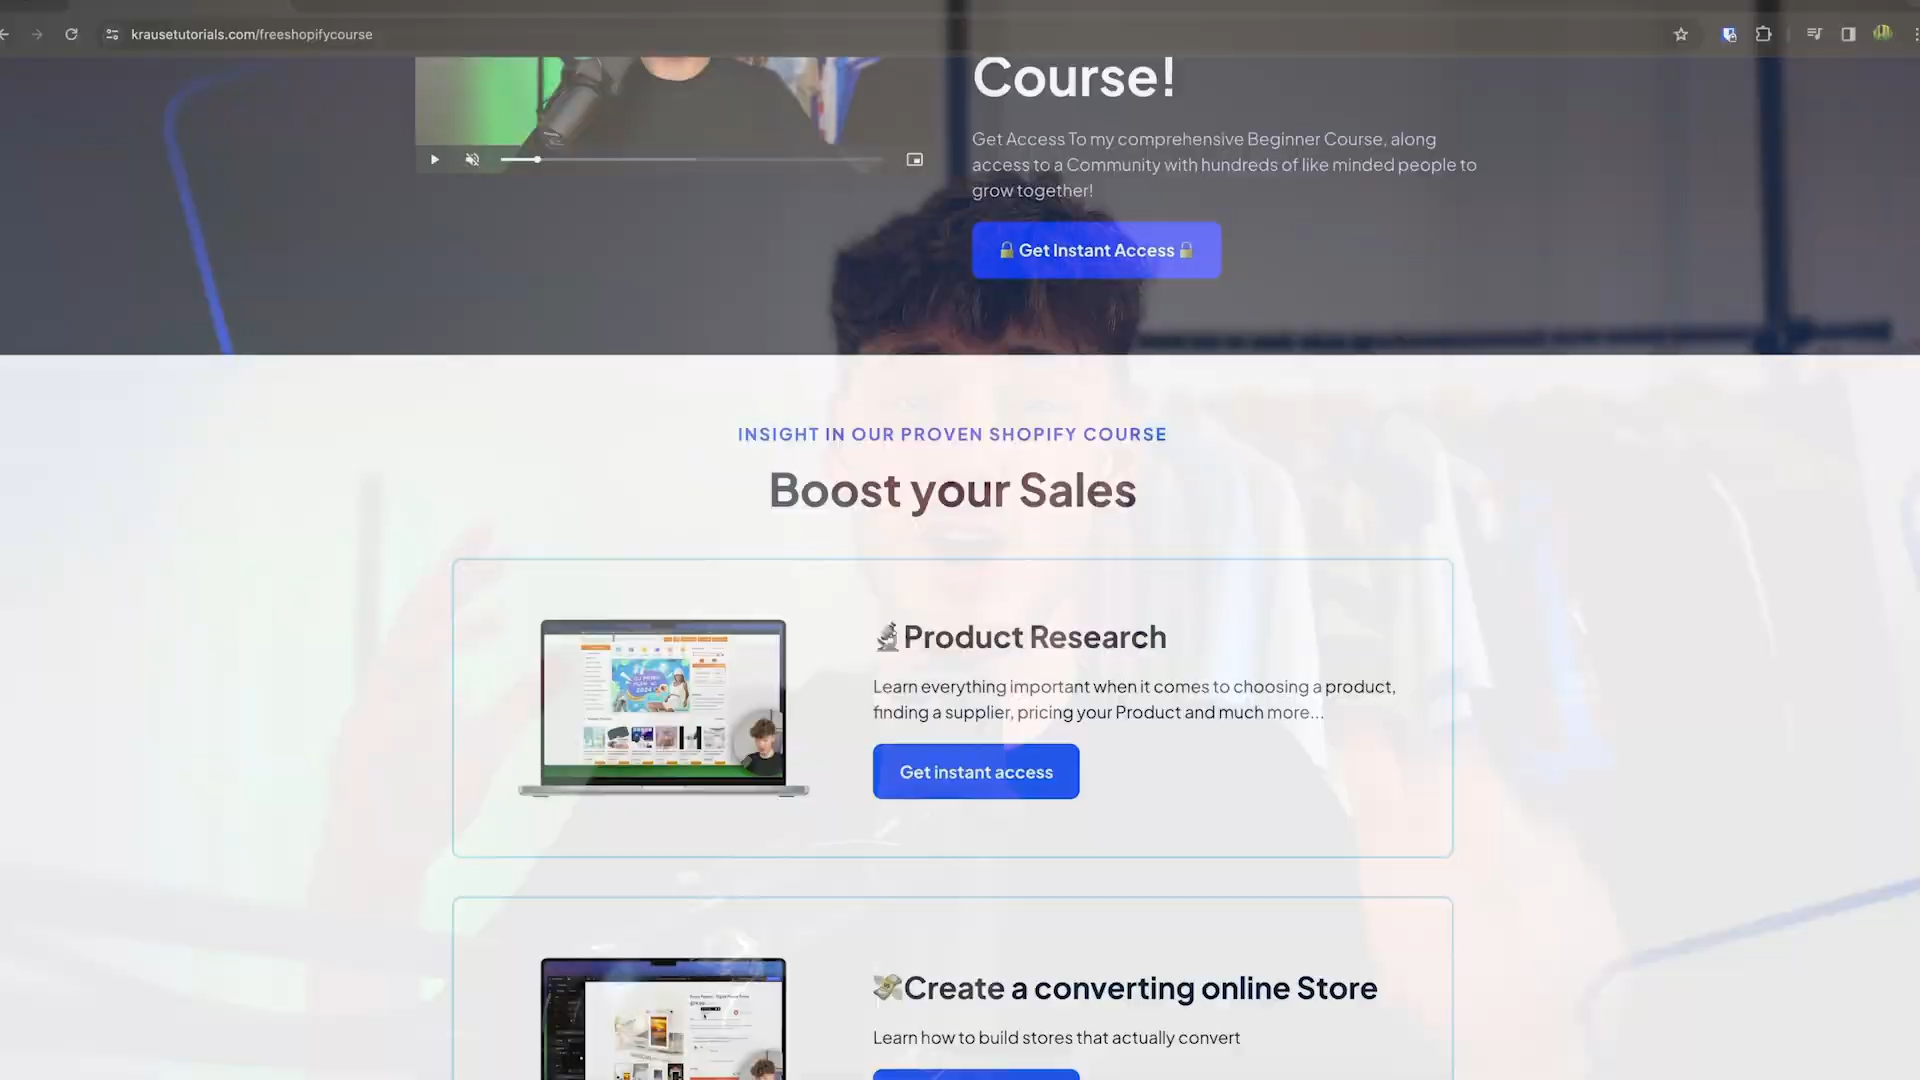 krausetutorials.com/freeshopifycourse
Course!
Get Access To my comprehensive Beginner Course, along
access to a Community with hundreds of like minded people to
grow together!
🔒 Get Instant Access 🔒
INSIGHT IN OUR PROVEN SHOPIFY COURSE
Boost your Sales
🔬Product Research
Learn everything important when it comes to choosing a product,
finding a supplier, pricing your Product and much more...
Get instant access
💸Create a converting online Store
Learn how to build stores that actually convert